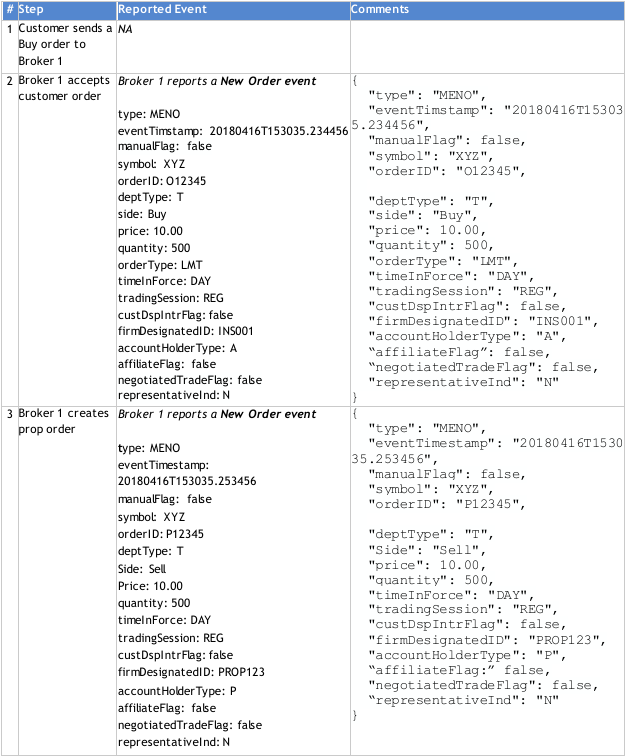 # Step Reported Event Comments
1 Customer sends a NA
Buy order to
Broker 1
2 Broker 1 accepts
customer order
Broker 1 reports a New Order event
type: MENO
eventTimstamp: 20180416T153035.234456
manualFlag: false
symbol: XYZ
orderID: O12345
deptType: T
side: Buy
price: 10.00
quantity: 500
orderType: LMT
timeInForce: DAY
tradingSession: REG
custDspIntrFlag: false
firmDesignatedID: INS001
accountHolderType: A
affiliateFlag: false
negotiatedTradeFlag: false
representativeInd: N
{
"type": "MENO",
"eventTimstamp": "2018​0416T15303
5.234456",
"manualFlag": false,
"symbol": "XYZ",
"orderID": "O12345",
"deptType": "T",
"side": "Buy",
"price": 10.00,
"quantity": 500,
"orderType": "LMT",
"timeInForce": "DAY",
"tradingSession": "REG",
"custDspIntrFlag": false,
"firmDesignatedID": "INS001",
"accountHolderType": "A",
“affiliateFlag”: false,
“negotiatedTradeFlag": false,
"representativeInd": "N"
}
3 Broker 1 creates
prop order
Broker 1 reports a New Order event
type: MENO
eventTimestamp:
20180416T153035.253456
manualFlag: false
symbol: XYZ
orderID: P12345
deptType: T
Side: Sell
Price: 10.00
quantity: 500
timeInForce: DAY
tradingSession: REG
custDspIntrFlag: false
firmDesignatedID: PROP123
accountHolderType: P
affiliateFlag: false
negotiatedTradeFlag: false
representativeInd: N
{
"type": "MENO",
"eventTimestamp": "20180416T1530
35.253456",
"manualFlag": false,
"symbol": "XYZ",
"orderID": "P12345",
"deptType": "T",
"Side": "Sell",
"price": 10.00,
"quantity": 500,
"timeInForce": "DAY",
"tradingSession": "REG",
"custDspIntrFlag": false,
"firmDesignatedID": "PROP123",
"accountHolderType": "P",
“affiliateFlag:” false,
"negotiatedTradeFlag": false,
“representativeInd": "N"
}